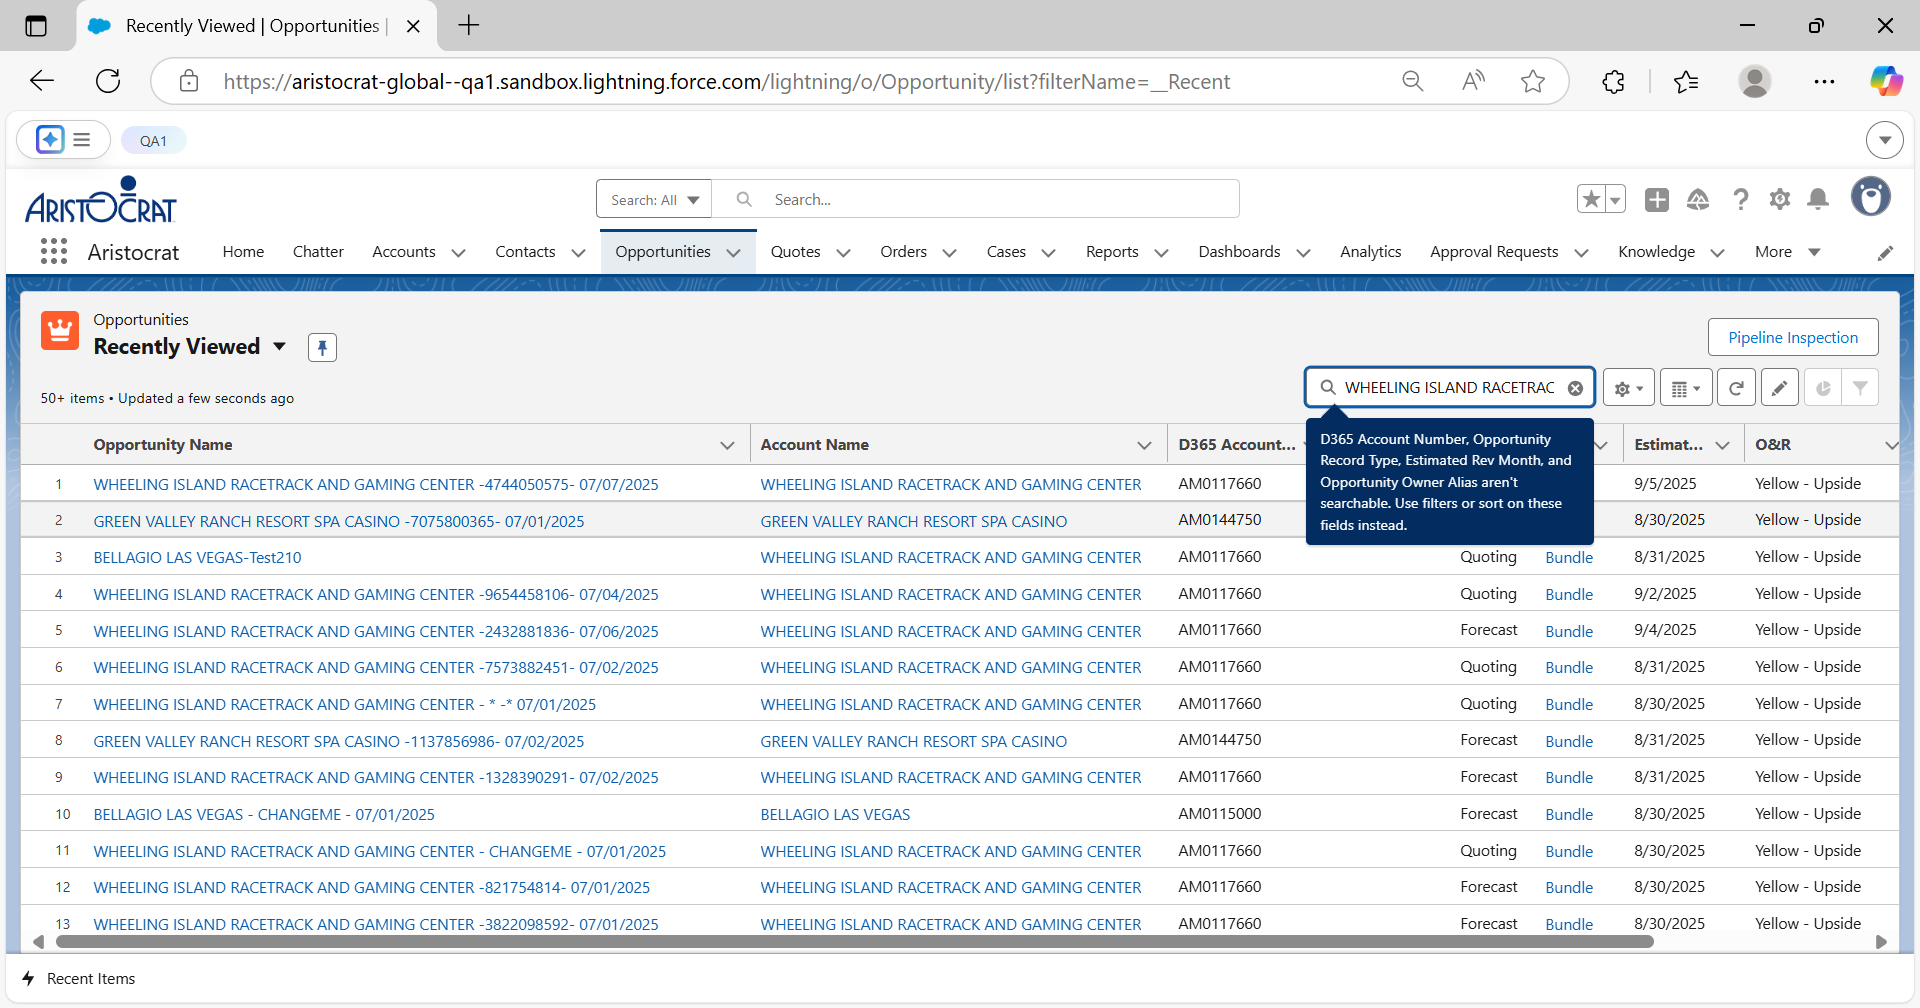 Recently Viewed | Opportunities |
https://aristocrat-global--qa1.sandbox.lightning.force.com/lightning/o/Opportunity/list?filterName=__Recent
QA1
ARISTOCRAT
Search: All
Search...
Aristocrat
Home Chatter Accounts Contacts Opportunities Quotes Orders Cases Reports Dashboards Analytics Approval Requests Knowledge More
Opportunities
Recently Viewed
Pipeline Inspection
50+ items • Updated a few seconds ago
WHEELING ISLAND RACETRAC
D365 Account Number, Opportunity
Record Type, Estimated Rev Month, and
Opportunity Owner Alias aren't
searchable. Use filters or sort on these
fields instead.
Opportunity Name Account Name D365 Account... Estimat... O&R
1 WHEELING ISLAND RACETRACK AND GAMING CENTER -4744050575- 07/07/2025 WHEELING ISLAND RACETRACK AND GAMING CENTER AM0117660 9/5/2025 Yellow - Upside
2 GREEN VALLEY RANCH RESORT SPA CASINO -7075800365- 07/01/2025 GREEN VALLEY RANCH RESORT SPA CASINO AM0144750 8/30/2025 Yellow - Upside
3 BELLAGIO LAS VEGAS-Test210 WHEELING ISLAND RACETRACK AND GAMING CENTER AM0117660 Quoting Bundle 8/31/2025 Yellow - Upside
4 WHEELING ISLAND RACETRACK AND GAMING CENTER -9654458106- 07/04/2025 WHEELING ISLAND RACETRACK AND GAMING CENTER AM0117660 Quoting Bundle 9/2/2025 Yellow - Upside
5 WHEELING ISLAND RACETRACK AND GAMING CENTER -2432881836- 07/06/2025 WHEELING ISLAND RACETRACK AND GAMING CENTER AM0117660 Forecast Bundle 9/4/2025 Yellow - Upside
6 WHEELING ISLAND RACETRACK AND GAMING CENTER -7573882451- 07/02/2025 WHEELING ISLAND RACETRACK AND GAMING CENTER AM0117660 Quoting Bundle 8/31/2025 Yellow - Upside
7 WHEELING ISLAND RACETRACK AND GAMING CENTER - * -* 07/01/2025 WHEELING ISLAND RACETRACK AND GAMING CENTER AM0117660 Quoting Bundle 8/30/2025 Yellow - Upside
8 GREEN VALLEY RANCH RESORT SPA CASINO -1137856986- 07/02/2025 GREEN VALLEY RANCH RESORT SPA CASINO AM0144750 Forecast Bundle 8/31/2025 Yellow - Upside
9 WHEELING ISLAND RACETRACK AND GAMING CENTER -1328390291- 07/02/2025 WHEELING ISLAND RACETRACK AND GAMING CENTER AM0117660 Forecast Bundle 8/31/2025 Yellow - Upside
10 BELLAGIO LAS VEGAS - CHANGEME - 07/01/2025 BELLAGIO LAS VEGAS AM0115000 Forecast Bundle 8/30/2025 Yellow - Upside
11 WHEELING ISLAND RACETRACK AND GAMING CENTER - CHANGEME - 07/01/2025 WHEELING ISLAND RACETRACK AND GAMING CENTER AM0117660 Quoting Bundle 8/30/2025 Yellow - Upside
12 WHEELING ISLAND RACETRACK AND GAMING CENTER -821754814- 07/01/2025 WHEELING ISLAND RACETRACK AND GAMING CENTER AM0117660 Forecast Bundle 8/30/2025 Yellow - Upside
13 WHEELING ISLAND RACETRACK AND GAMING CENTER -3822098592- 07/01/2025 WHEELING ISLAND RACETRACK AND GAMING CENTER AM0117660 Forecast Bundle 8/30/2025 Yellow - Upside
Recent Items